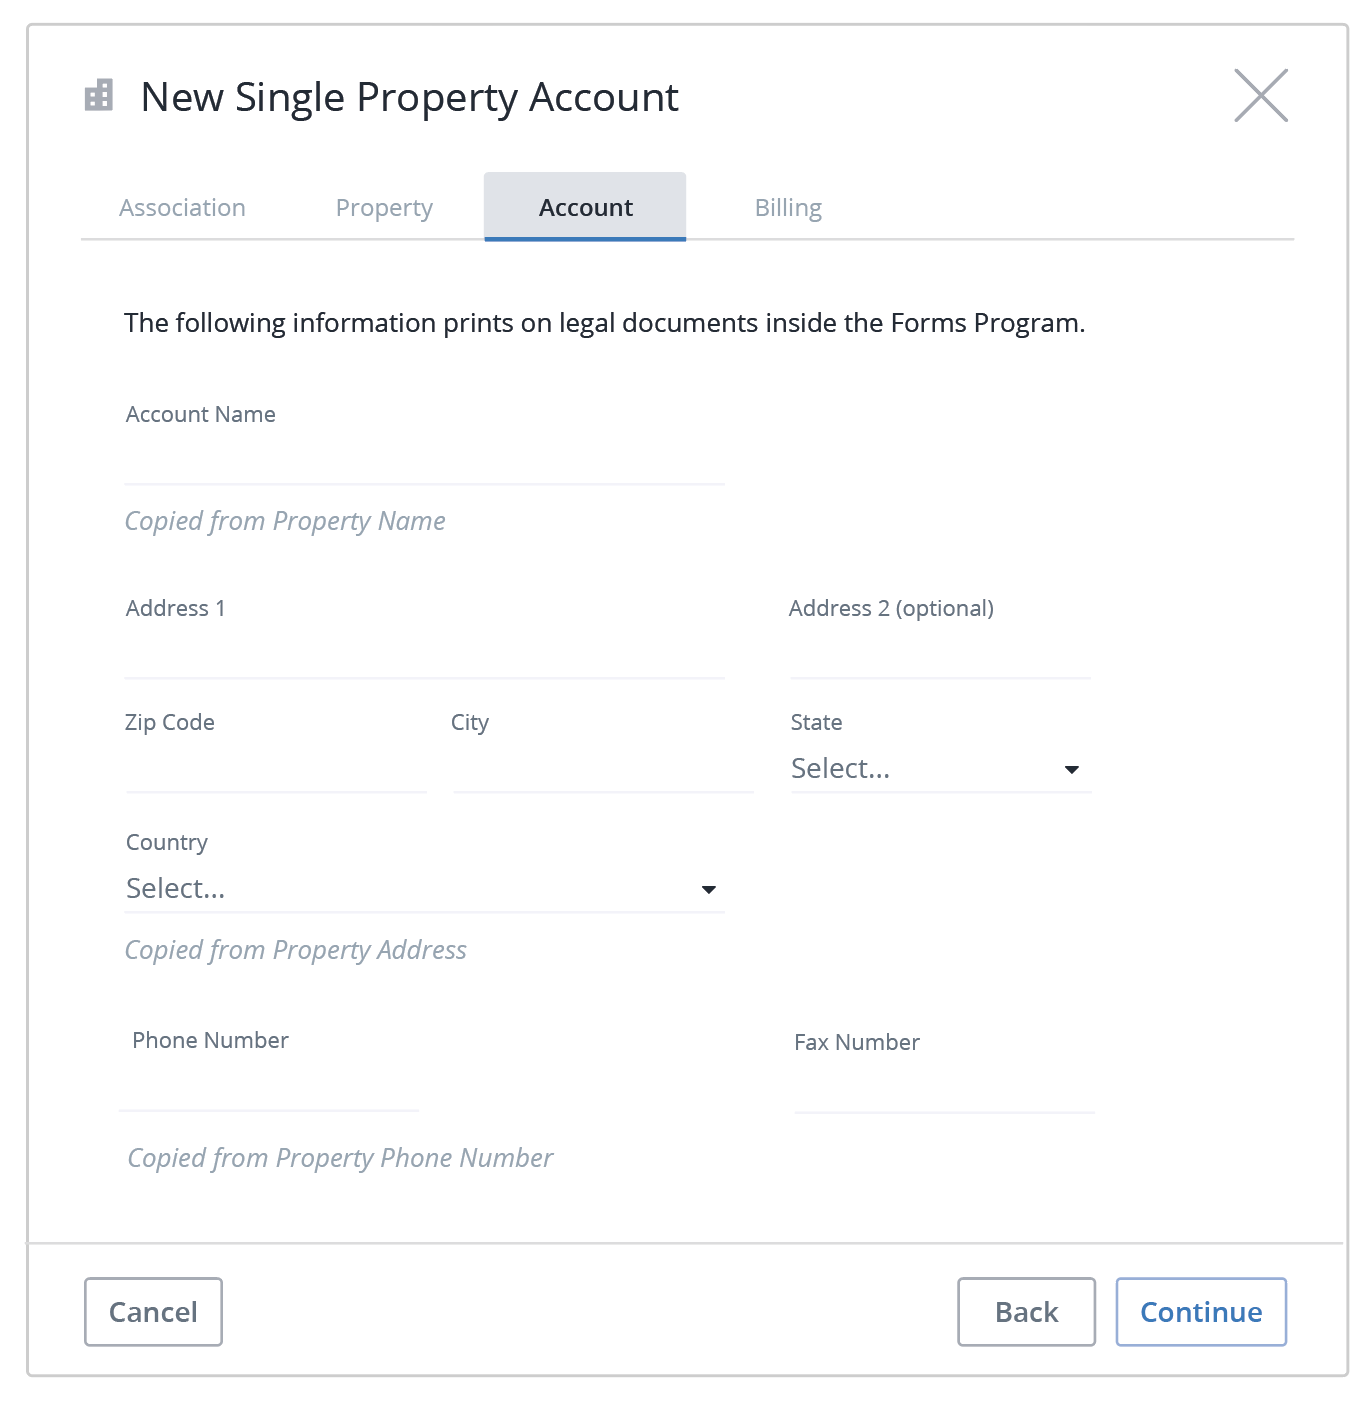 New Single Property Account
Association Property Account Billing
The following information prints on legal documents inside the Forms Program.
Account Name
Copied from Property Name
Address 1 Address 2 (optional)
Zip Code City State
Select...
Country
Select...
Copied from Property Address
Phone Number Fax Number
Copied from Property Phone Number
Cancel Back Continue